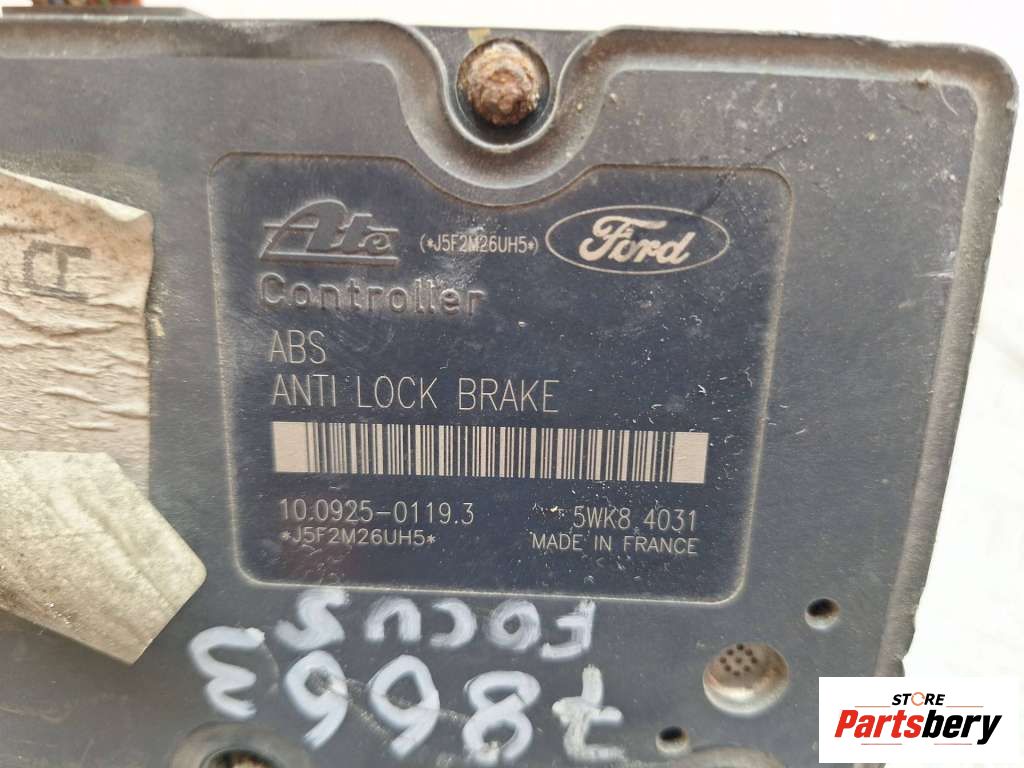 Ate (*J5F2M26UH5*) Ford
Controller
ABS
ANTI LOCK BRAKE
10.0925-0119.3 5WK8 4031
*J5F2M26UH5* MADE IN FRANCE
FOCUS
78663
STORE
Partsbery